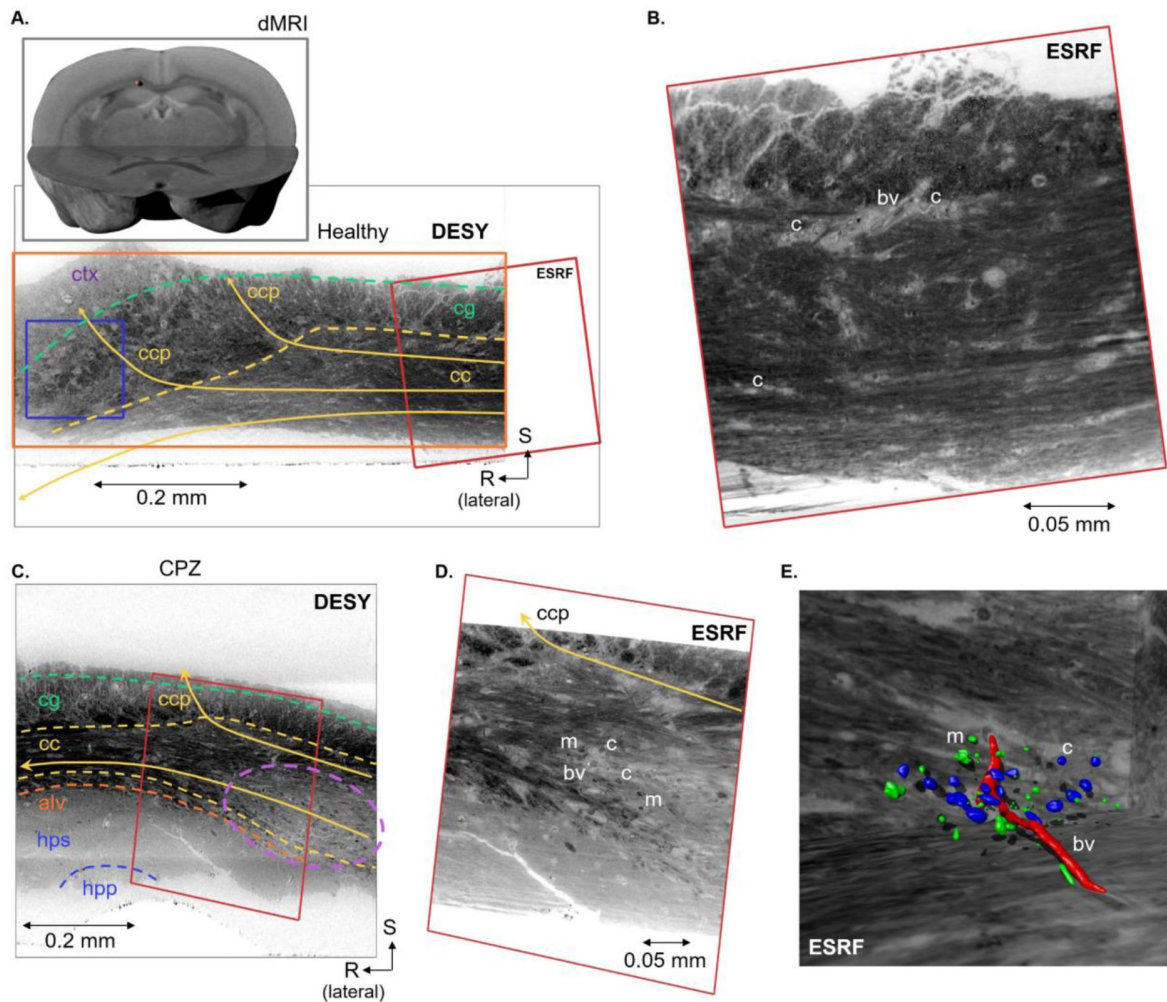 A.
dMRI
Healthy
DESY
ctx
ccp
ESRF
cg
ccp
cc
S
R
(lateral)
0.2 mm
B.
ESRF
bv
c
c
c
0.05 mm
C.
CPZ
DESY
cg
ccp
cc
alv
hps
hpp
0.2 mm
S
R
(lateral)
D.
ccp
ESRF
m
c
bv
c
m
0.05 mm
E.
m
c
bv
ESRF